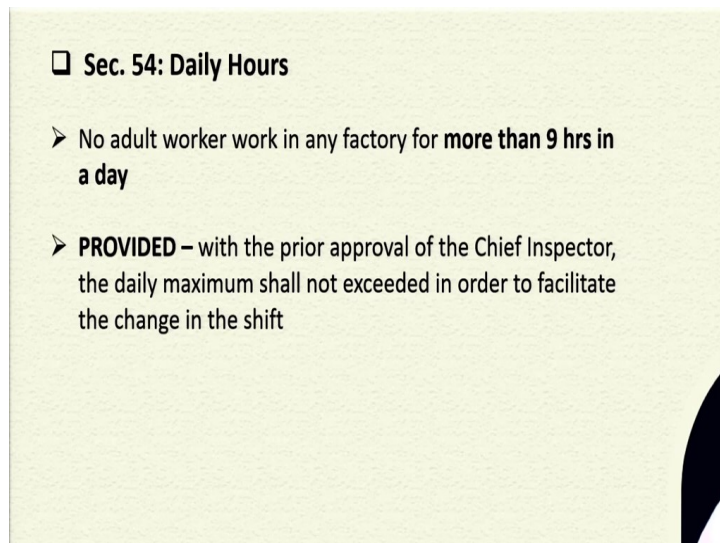 Sec. 54: Daily Hours
No adult worker work in any factory for more than 9 hrs in
a day
PROVIDED – with the prior approval of the Chief Inspector,
the daily maximum shall not exceeded in order to facilitate
the change in the shift